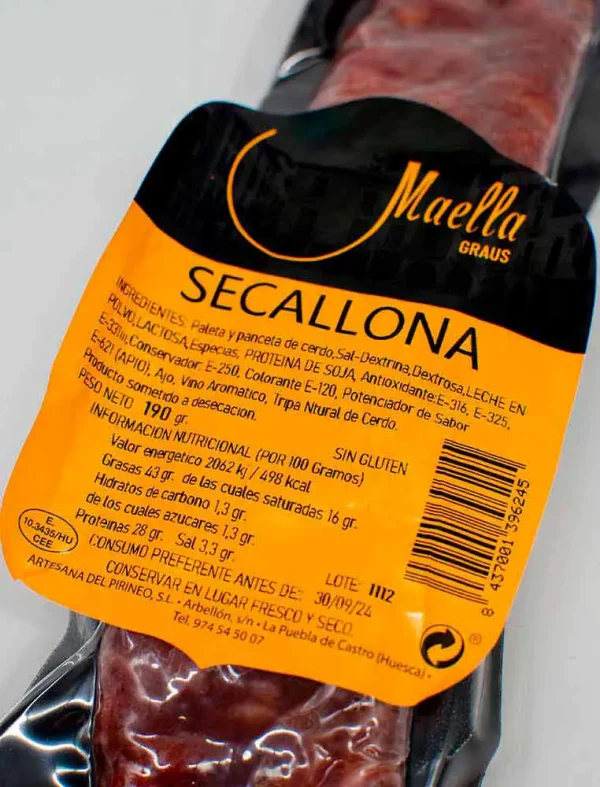 Maella
GRAUS
SECALLONA
INGREDIENTES: Paleta y panceta de cerdo,Sal-Dextrina,Dextrosa,LECHE EN
POLVO,LACTOSA,Especias, PROTEINA DE SOJA, Antioxidante:E-316, E-325,
E-331iii,Conservador: E-250, Colorante E-120, Potenciador de Sabor
E-621 (APIO), Ajo, Vino Aromatico, Tripa Ntural de Cerdo.
Producto sometido a desecacion.
PESO NETO 190 gr.
SIN GLUTEN
INFORMACION NUTRICIONAL (POR 100 Gramos)
Valor energetico 2062 kj / 498 kcal
Grasas 43 gr. de las cuales saturadas 16 gr.
Hidratos de carbono 1,3 gr.
de los cuales azucares 1,3 gr.
Proteinas 28 gr. Sal 3,3 gr.
LOTE: 1112
CONSUMO PREFERENTE ANTES DE: 30/09/24
CONSERVAR EN LUGAR FRESCO Y SECO.
ARTESANA DEL PIRINEO, S.L. • Arbellón, s/n • La Puebla de Castro (Huesca) •
Tel. 974 54 50 07
E.
10.3435/HU
CEE
8 437001 396245
®